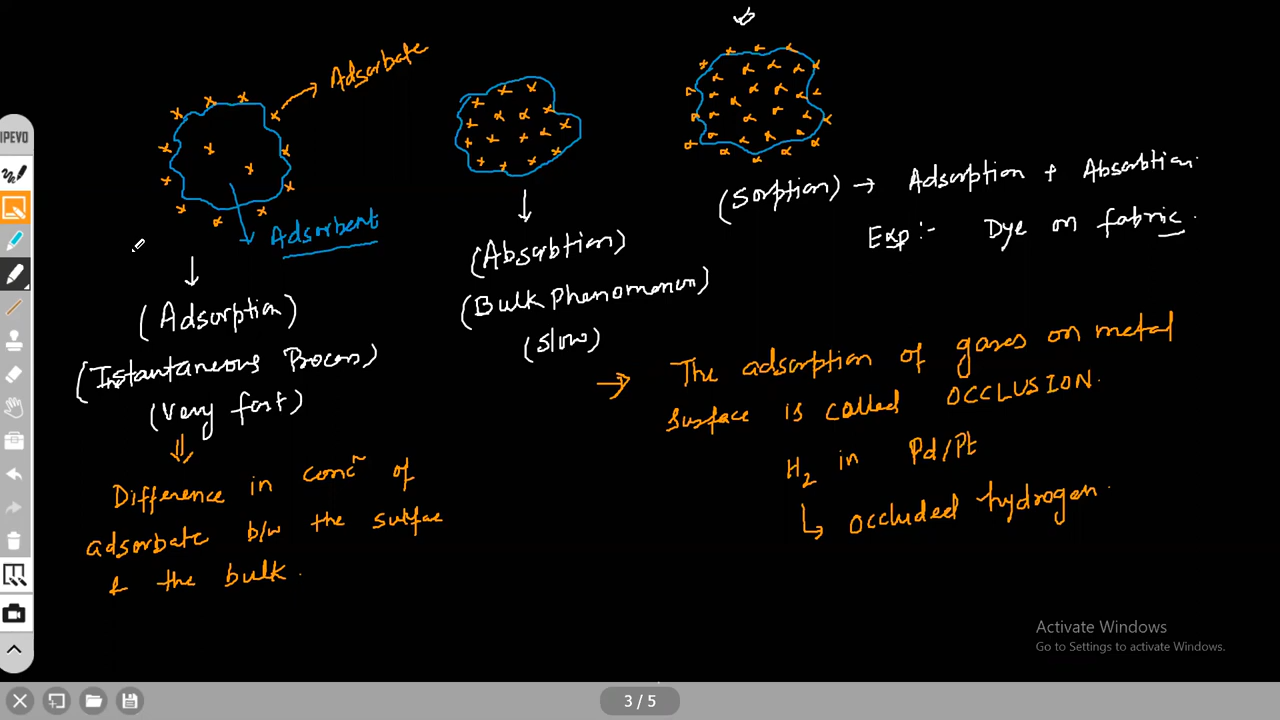 IPEVO
Adsorbate
Adsorbent
(Adsorption)
(Instantaneous Process)
(Very fast)
Difference in concn of
adsorbate b/w the surface
& the bulk.
(Absorbtion)
(Bulk Phenomenon)
(Slow)
(Sorption) → Adsorption + Absorbtion.
Exp :- Dye on fabric.
→ The adsorption of gases on metal
surface is called OCCLUSION.
H2 in Pd/Pt
↳ occluded hydrogen.
Activate Windows
Go to Settings to activate Windows.
3 / 5